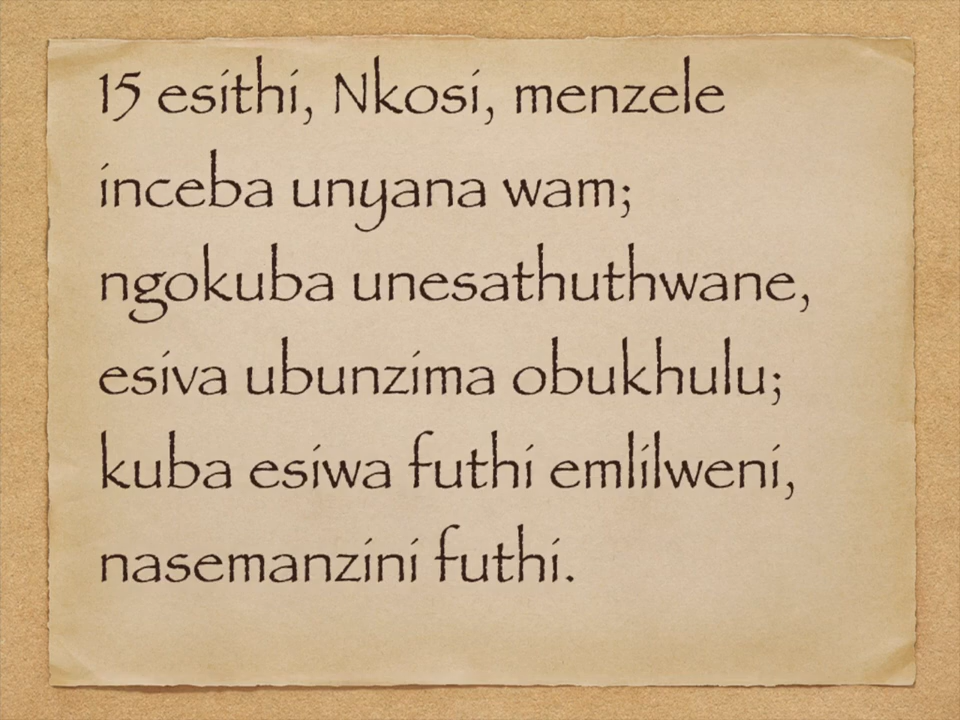 15 esithi, Nkosi, menzele
inceba unyana wam;
ngokuba unesathuthwane,
esiva ubunzima obukhulu;
kuba esiwa futhi emlilweni,
nasemanzini futhi.